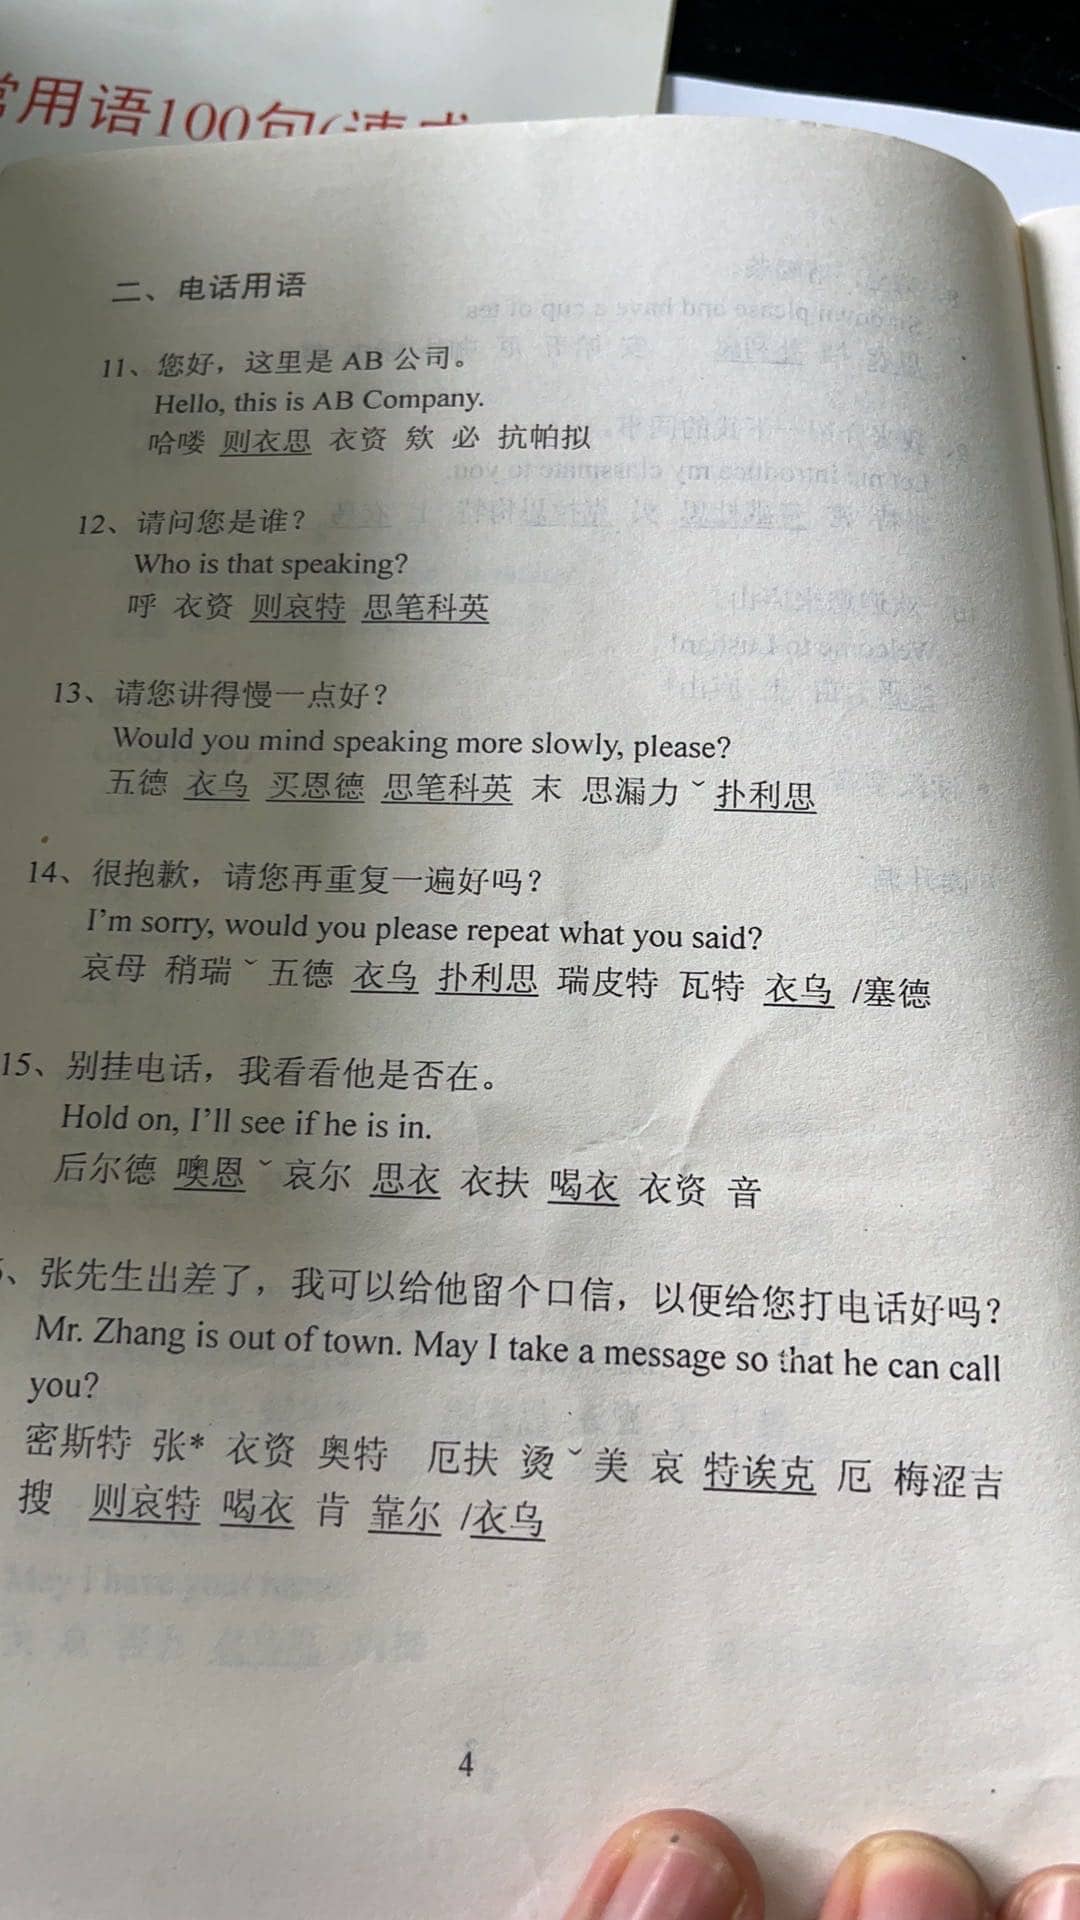 常用语100句(速成
二、电话用语
11、您好，这里是 AB 公司。
Hello, this is AB Company.
哈喽 则衣思 衣资 欸 必 抗帕拟
12、请问您是谁？
Who is that speaking?
呼 衣资 则哀特 思笔科英
13、请您讲得慢一点好？
Would you mind speaking more slowly, please?
五德 衣乌 买恩德 思笔科英 末 思漏力ˇ扑利思
14、很抱歉，请您再重复一遍好吗？
I'm sorry, would you please repeat what you said?
哀母 稍瑞ˇ五德 衣乌 扑利思 瑞皮特 瓦特 衣乌 /塞德
15、别挂电话，我看看他是否在。
Hold on, I'll see if he is in.
后尔德 噢恩ˇ哀尔 思衣 衣扶 喝衣 衣资 音
、张先生出差了，我可以给他留个口信，以便给您打电话好吗？
Mr. Zhang is out of town. May I take a message so that he can call
you?
密斯特 张* 衣资 奥特 厄扶 烫ˇ美 哀 特诶克 厄 梅涩吉
搜 则哀特 喝衣 肯 靠尔 /衣乌
4